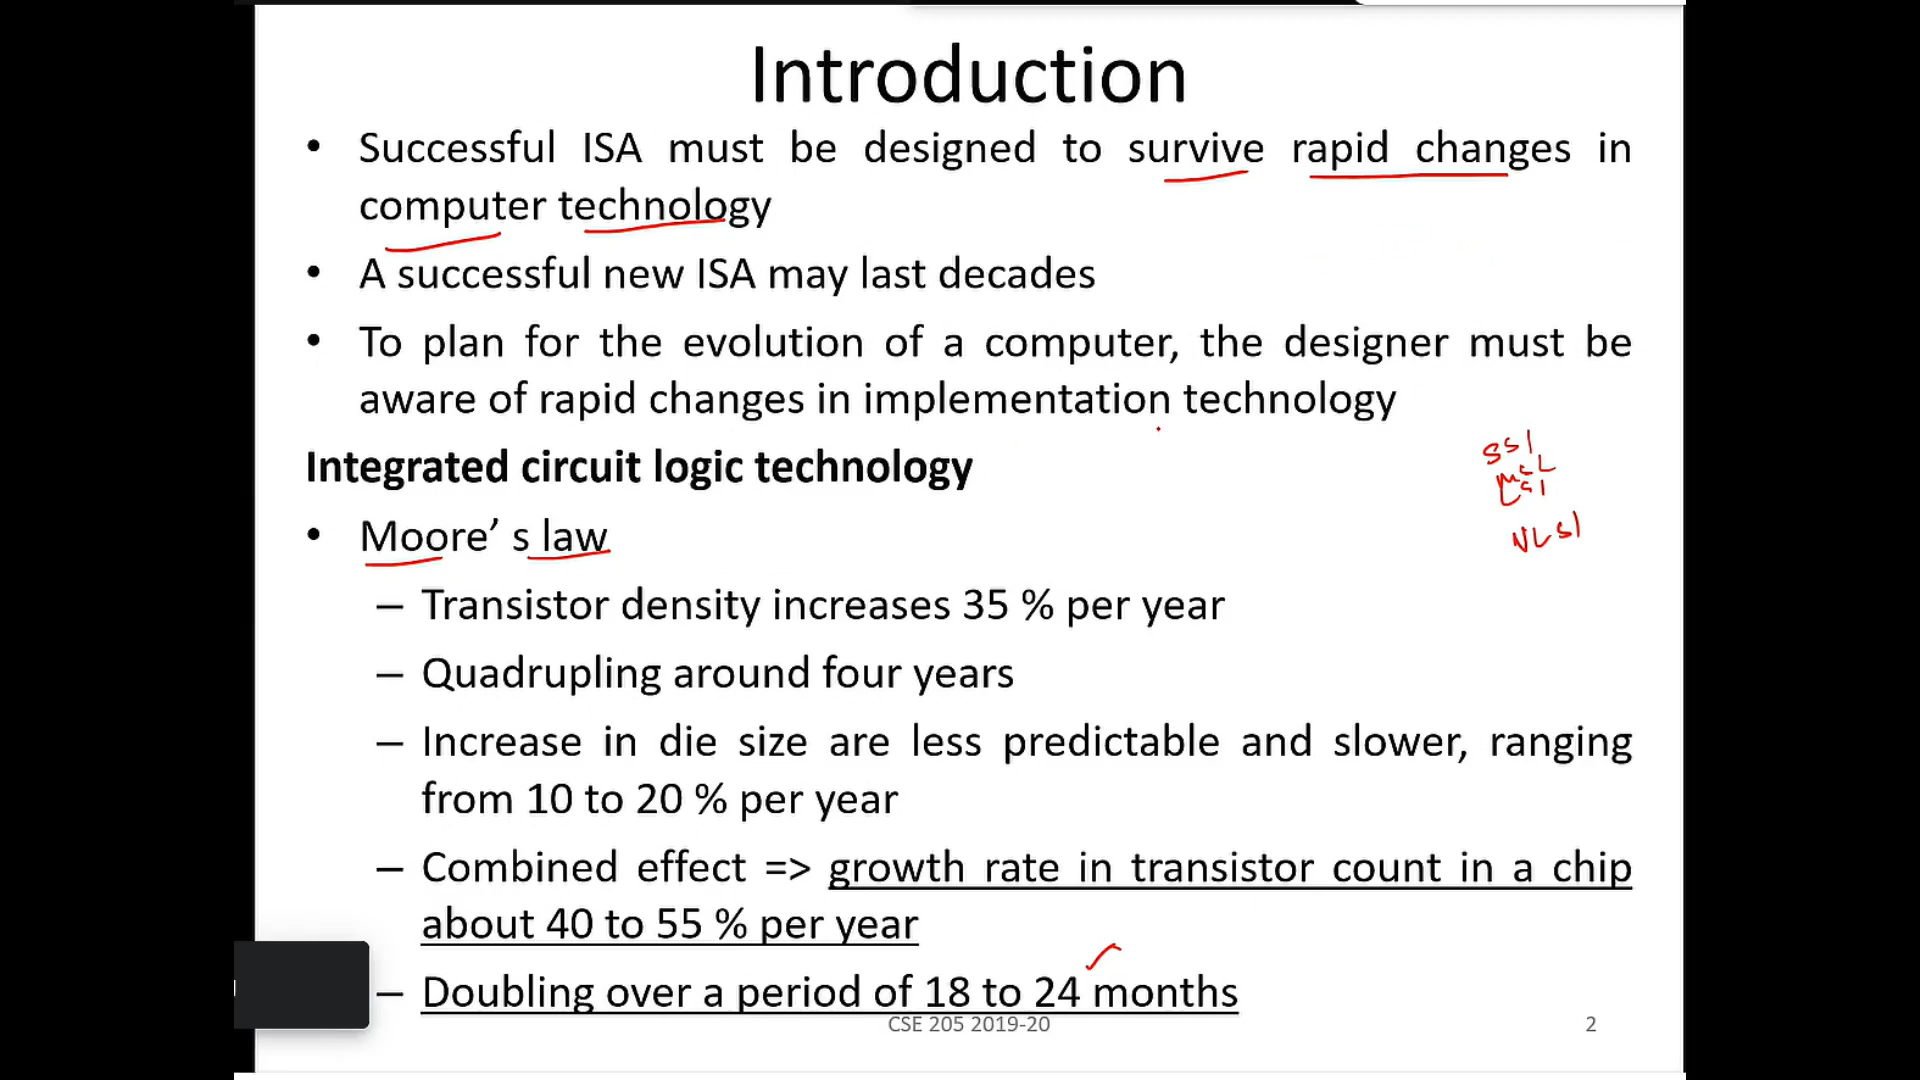 Introduction
• Successful ISA must be designed to survive rapid changes in
computer technology
• A successful new ISA may last decades
• To plan for the evolution of a computer, the designer must be
aware of rapid changes in implementation technology
SSI
Integrated circuit logic technology
LSI
• Moore’ s law
VLSI
– Transistor density increases 35 % per year
– Quadrupling around four years
– Increase in die size are less predictable and slower, ranging
from 10 to 20 % per year
– Combined effect => growth rate in transistor count in a chip
about 40 to 55 % per year
– Doubling over a period of 18 to 24 months
CSE 205 2019-20
2